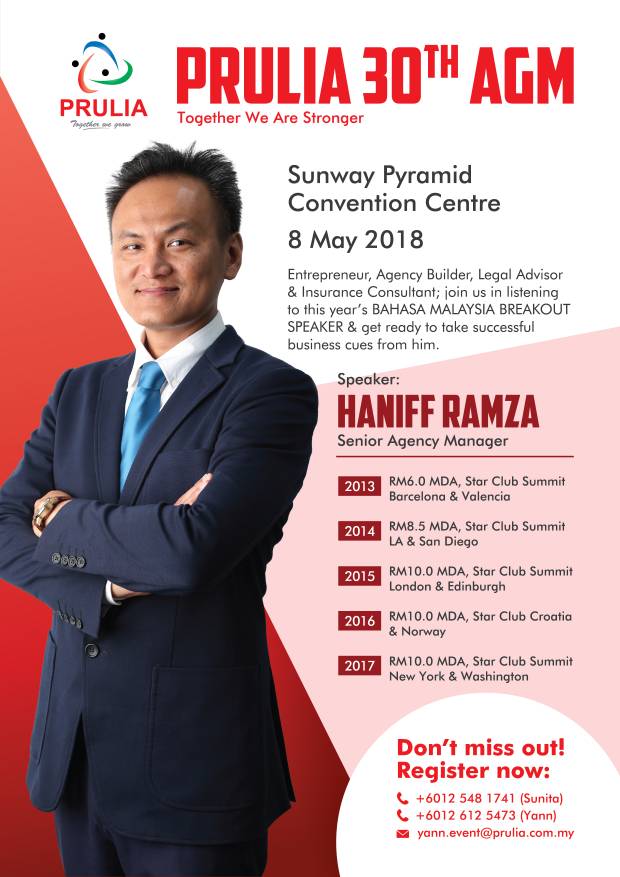 PRULIA
Together we grow
PRULIA 30TH AGM
Together We Are Stronger
Sunway Pyramid
Convention Centre
8 May 2018
Entrepreneur, Agency Builder, Legal Advisor
& Insurance Consultant; join us in listening
to this year's BAHASA MALAYSIA BREAKOUT
SPEAKER & get ready to take successful
business cues from him.
Speaker:
HANIFF RAMZA
Senior Agency Manager
2013 RM6.0 MDA, Star Club Summit
Barcelona & Valencia
2014 RM8.5 MDA, Star Club Summit
LA & San Diego
2015 RM10.0 MDA, Star Club Summit
London & Edinburgh
2016 RM10.0 MDA, Star Club Croatia
& Norway
2017 RM10.0 MDA, Star Club Summit
New York & Washington
Don't miss out!
Register now:
+6012 548 1741 (Sunita)
+6012 612 5473 (Yann)
yann.event@prulia.com.my